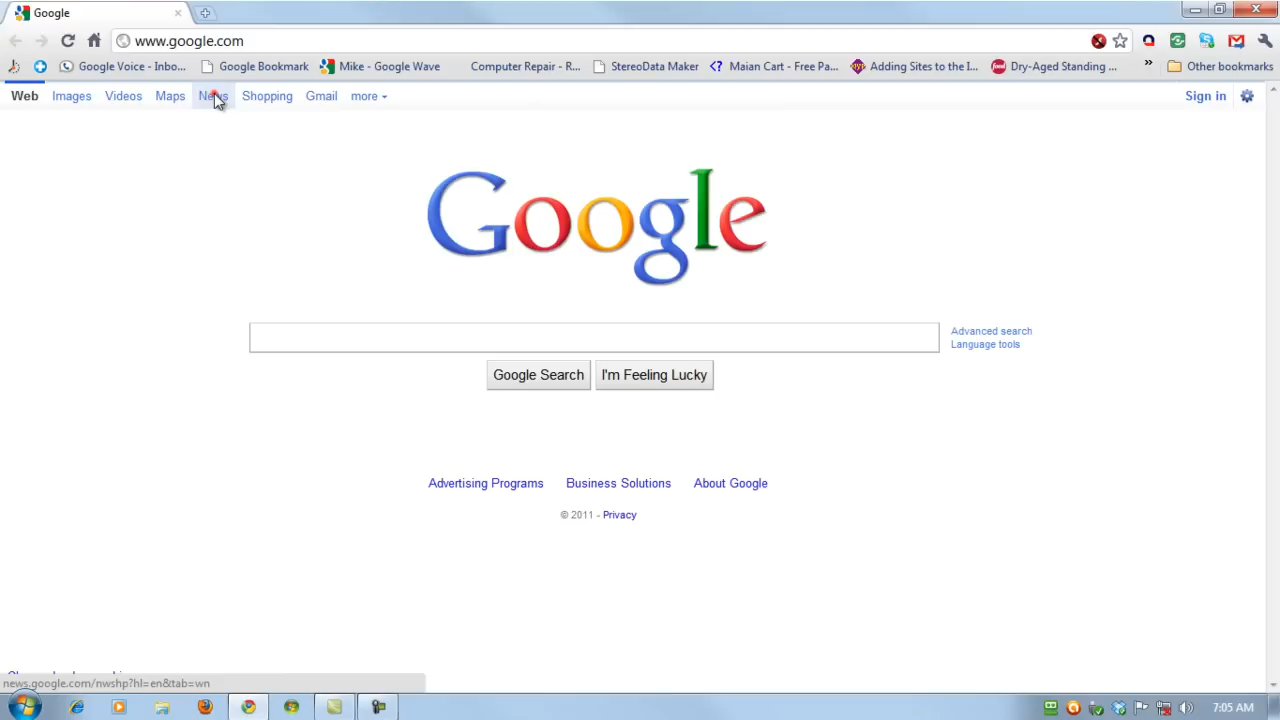 Google
www.google.com
Google Voice - Inbo... Google Bookmark Mike - Google Wave Computer Repair - R... StereoData Maker Maian Cart - Free Pa... Adding Sites to the I... Dry-Aged Standing ... » Other bookmarks
Web Images Videos Maps News Shopping Gmail more Sign in
Google
Advanced search
Language tools
Google Search I'm Feeling Lucky
Advertising Programs Business Solutions About Google
© 2011 - Privacy
news.google.com/nwshp?hl=en&tab=wn
7:05 AM